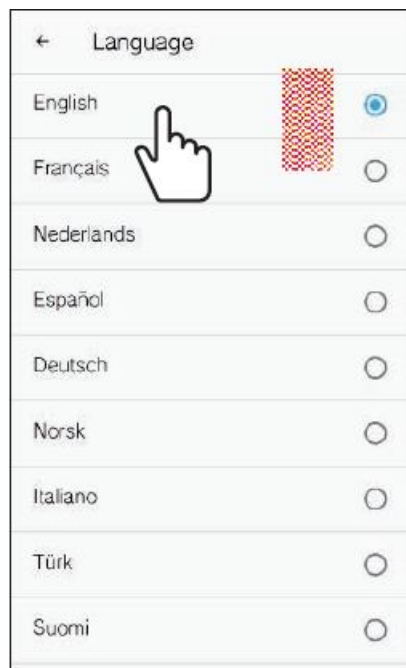 ← Language
English
Français
Nederlands
Español
Deutsch
Norsk
Italiano
Türk
Suomi